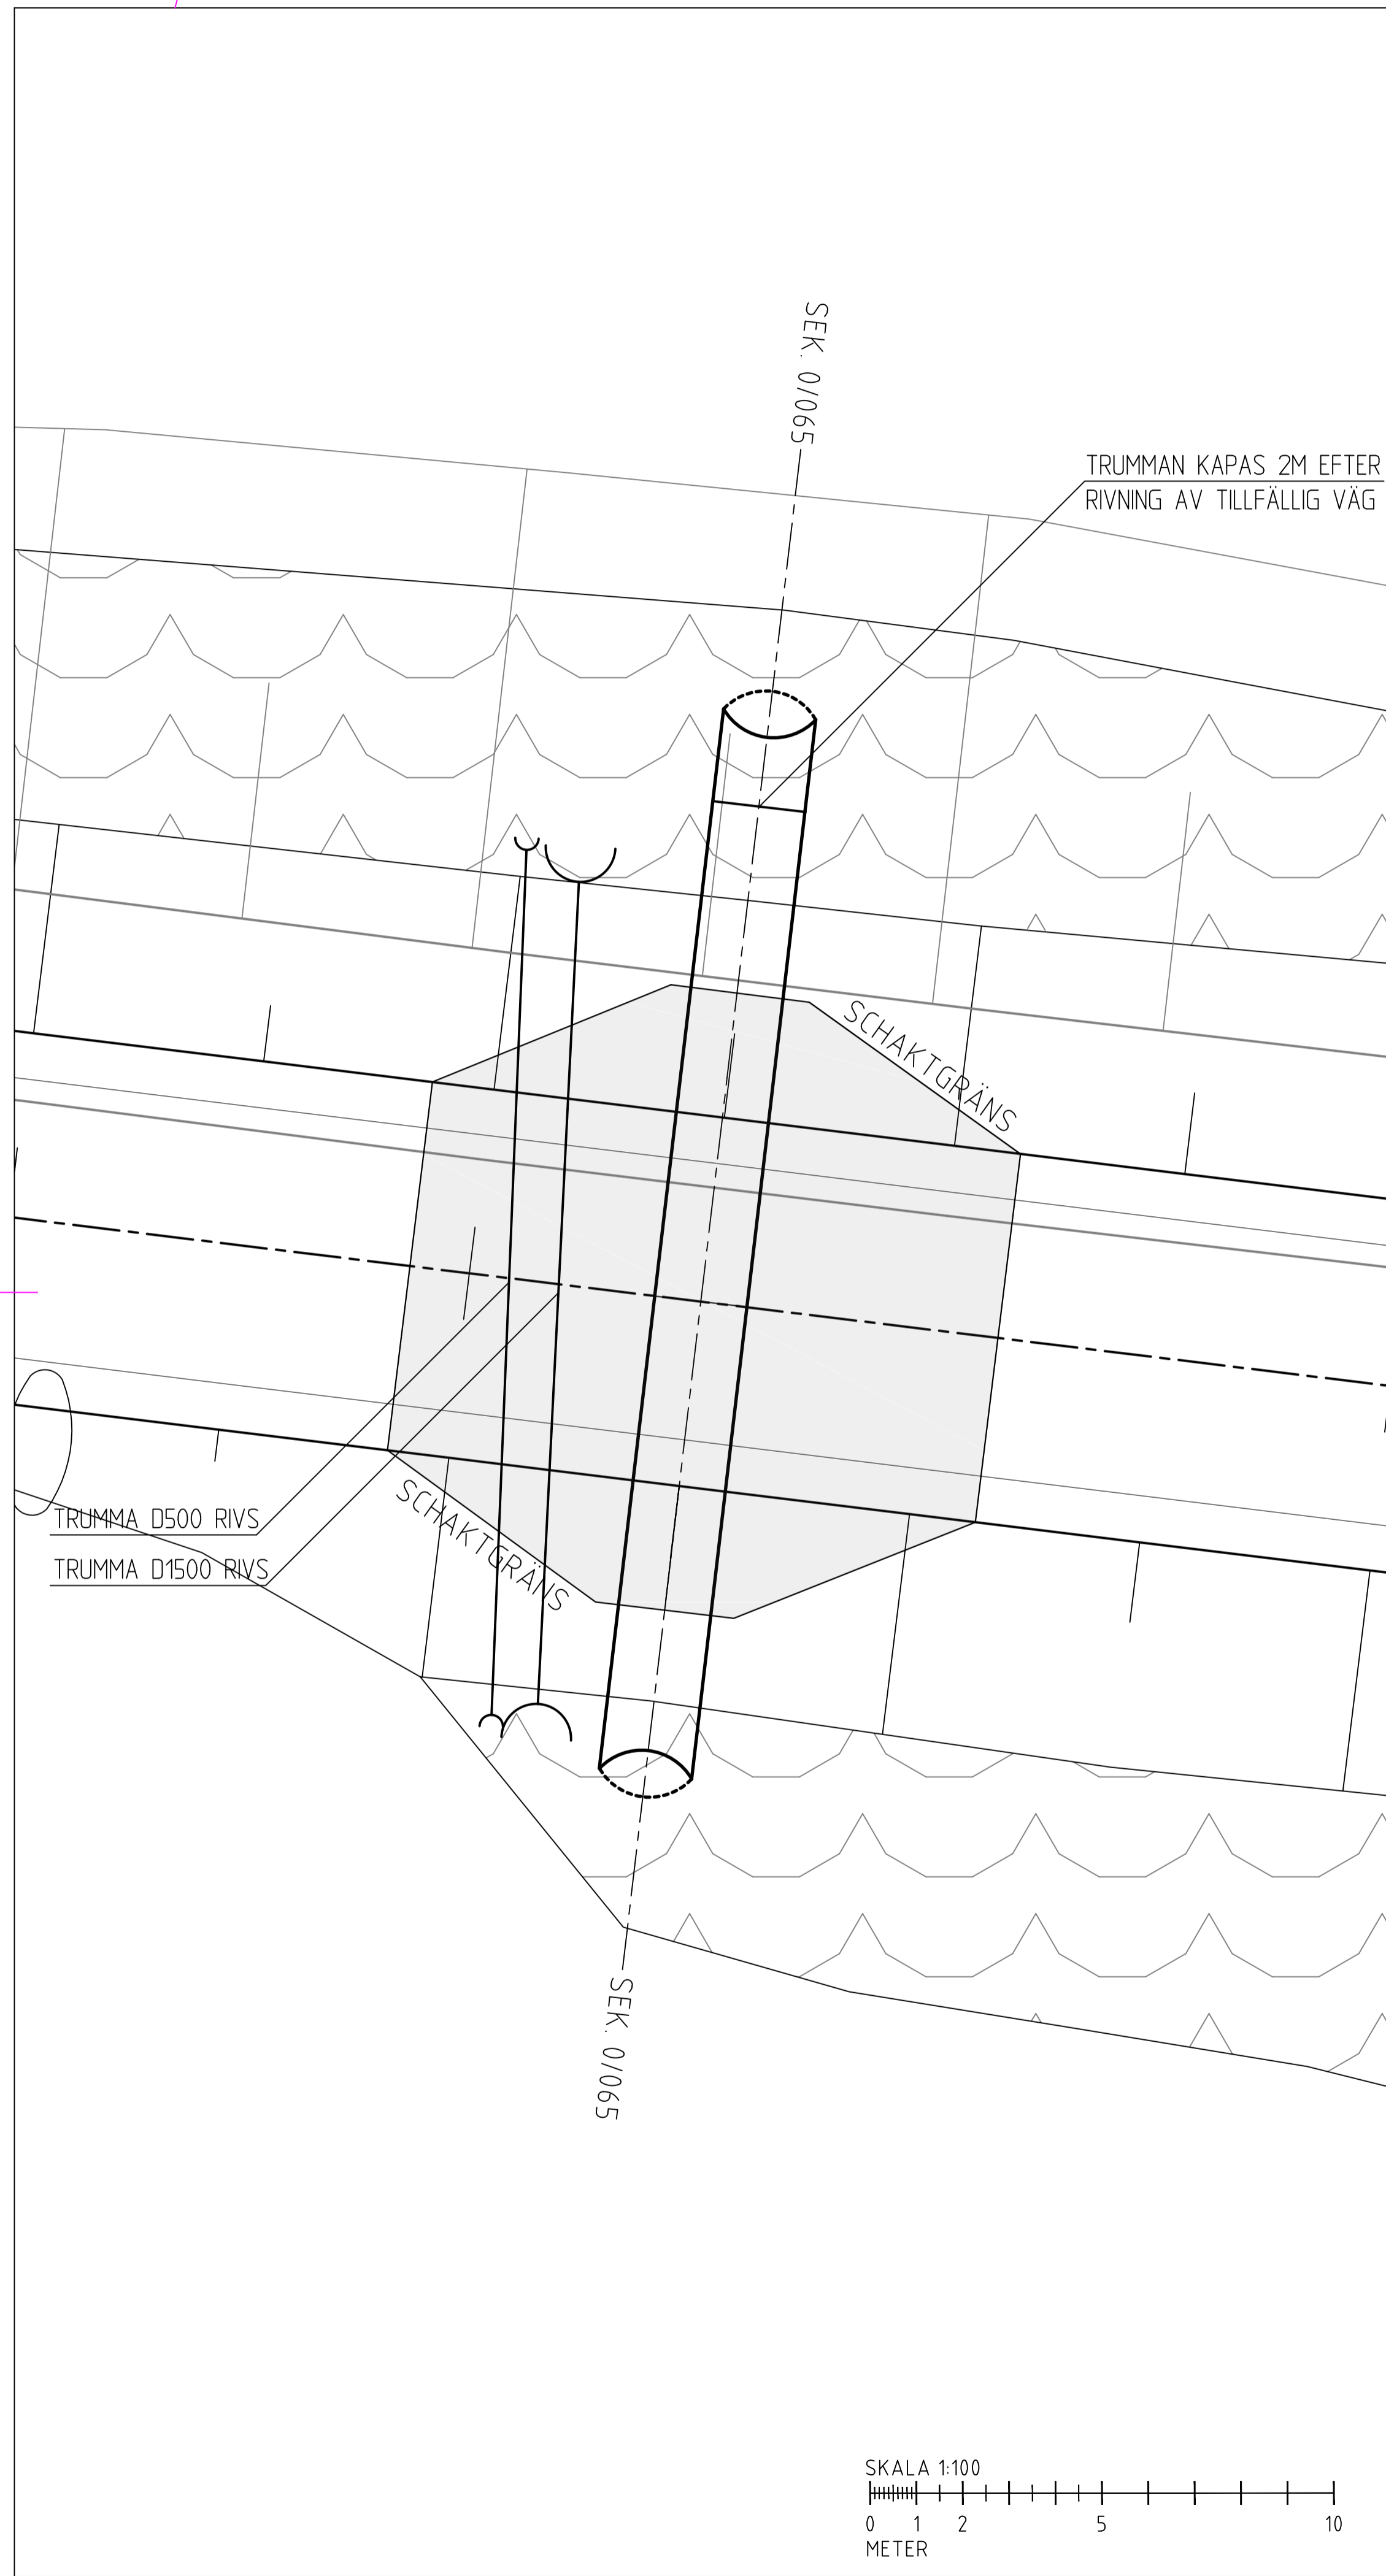 SEK. 0/065
TRUMMAN KAPAS 2M EFTER
RIVNING AV TILLFÄLLIG VÄG
SCHAKTGRÄNS
TRUMMA D500 RIVS
TRUMMA D1500 RIVS
SCHAKTGRÄNS
SEK. 0/065
SKALA 1:100
0 1 2 5 10
METER